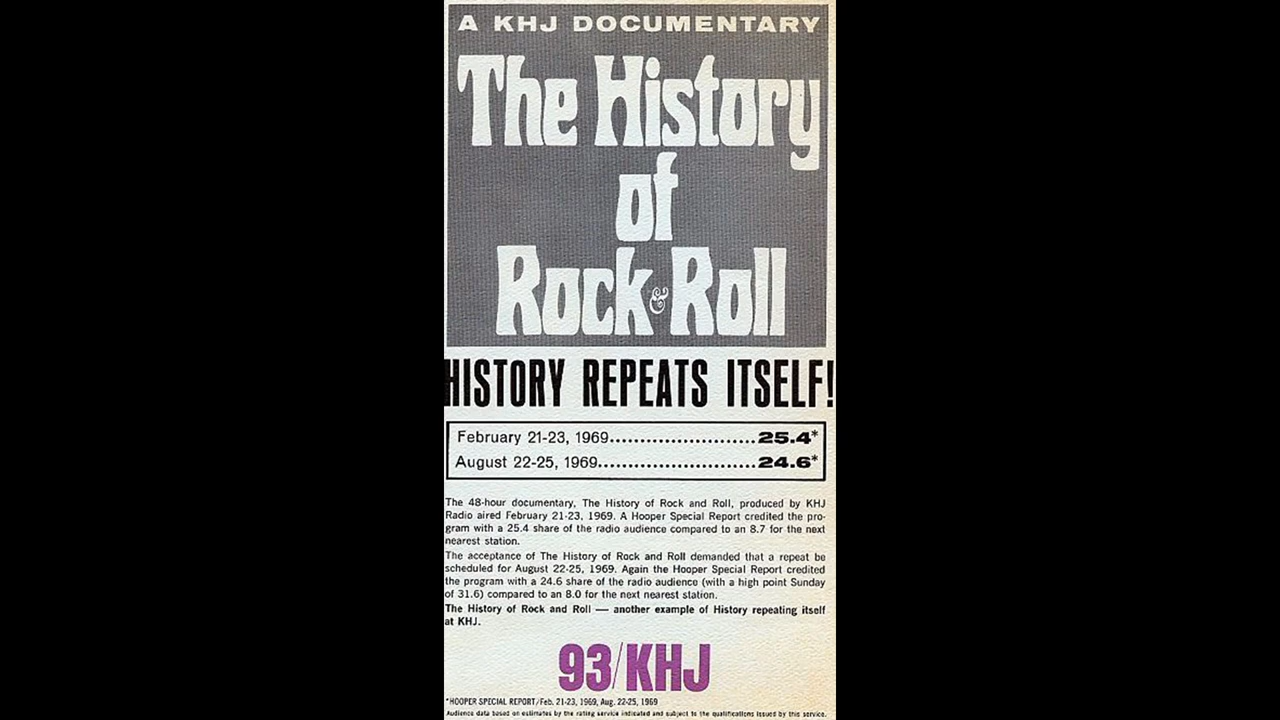 A KHJ DOCUMENTARY
The History
of
Rock & Roll
HISTORY REPEATS ITSELF!
February 21-23, 1969........................25.4*
August 22-25, 1969..........................24.6*
The 48-hour documentary, The History of Rock and Roll, produced by KHJ
Radio aired February 21-23, 1969. A Hooper Special Report credited the pro-
gram with a 25.4 share of the radio audience compared to an 8.7 for the next
nearest station.
The acceptance of The History of Rock and Roll demanded that a repeat be
scheduled for August 22-25, 1969. Again the Hooper Special Report credited
the program with a 24.6 share of the radio audience (with a high point Sunday
of 31.6) compared to an 8.0 for the next nearest station.
The History of Rock and Roll — another example of History repeating itself
at KHJ.
93/KHJ
*HOOPER SPECIAL REPORT/Feb. 21-23, 1969, Aug. 22-25, 1969
Audience data based on estimates by the rating service indicated and subject to the qualifications issued by this service.